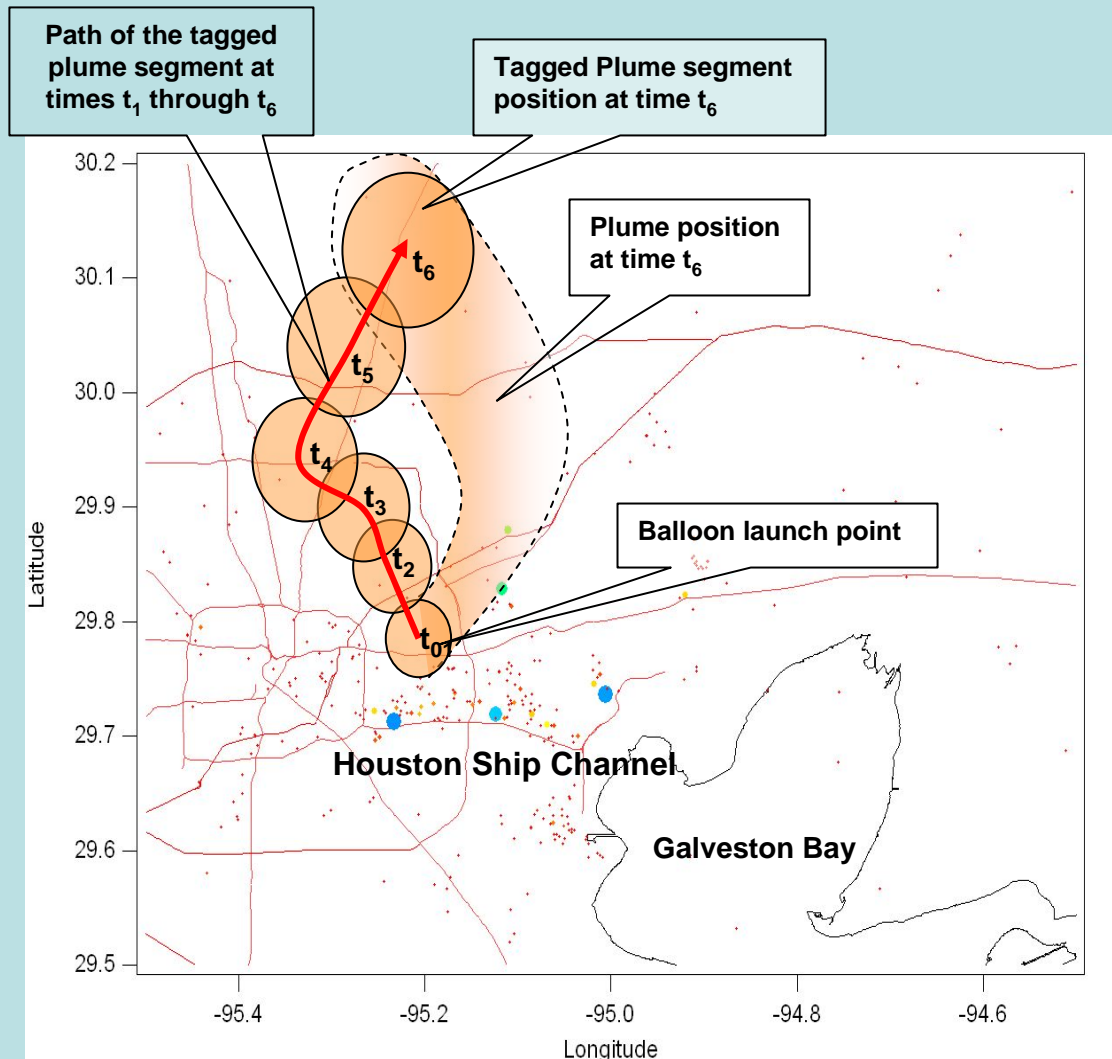 Path of the tagged
plume segment at
times t₁ through t₆
Tagged Plume segment
position at time t₆
Plume position
at time t₆
Balloon launch point
t₆
t₅
t₄
t₃
t₂
t₀
Houston Ship Channel
Galveston Bay
Latitude
30.2
30.1
30.0
29.9
29.8
29.7
29.6
29.5
-95.4
-95.2
-95.0
-94.8
-94.6
Longitude